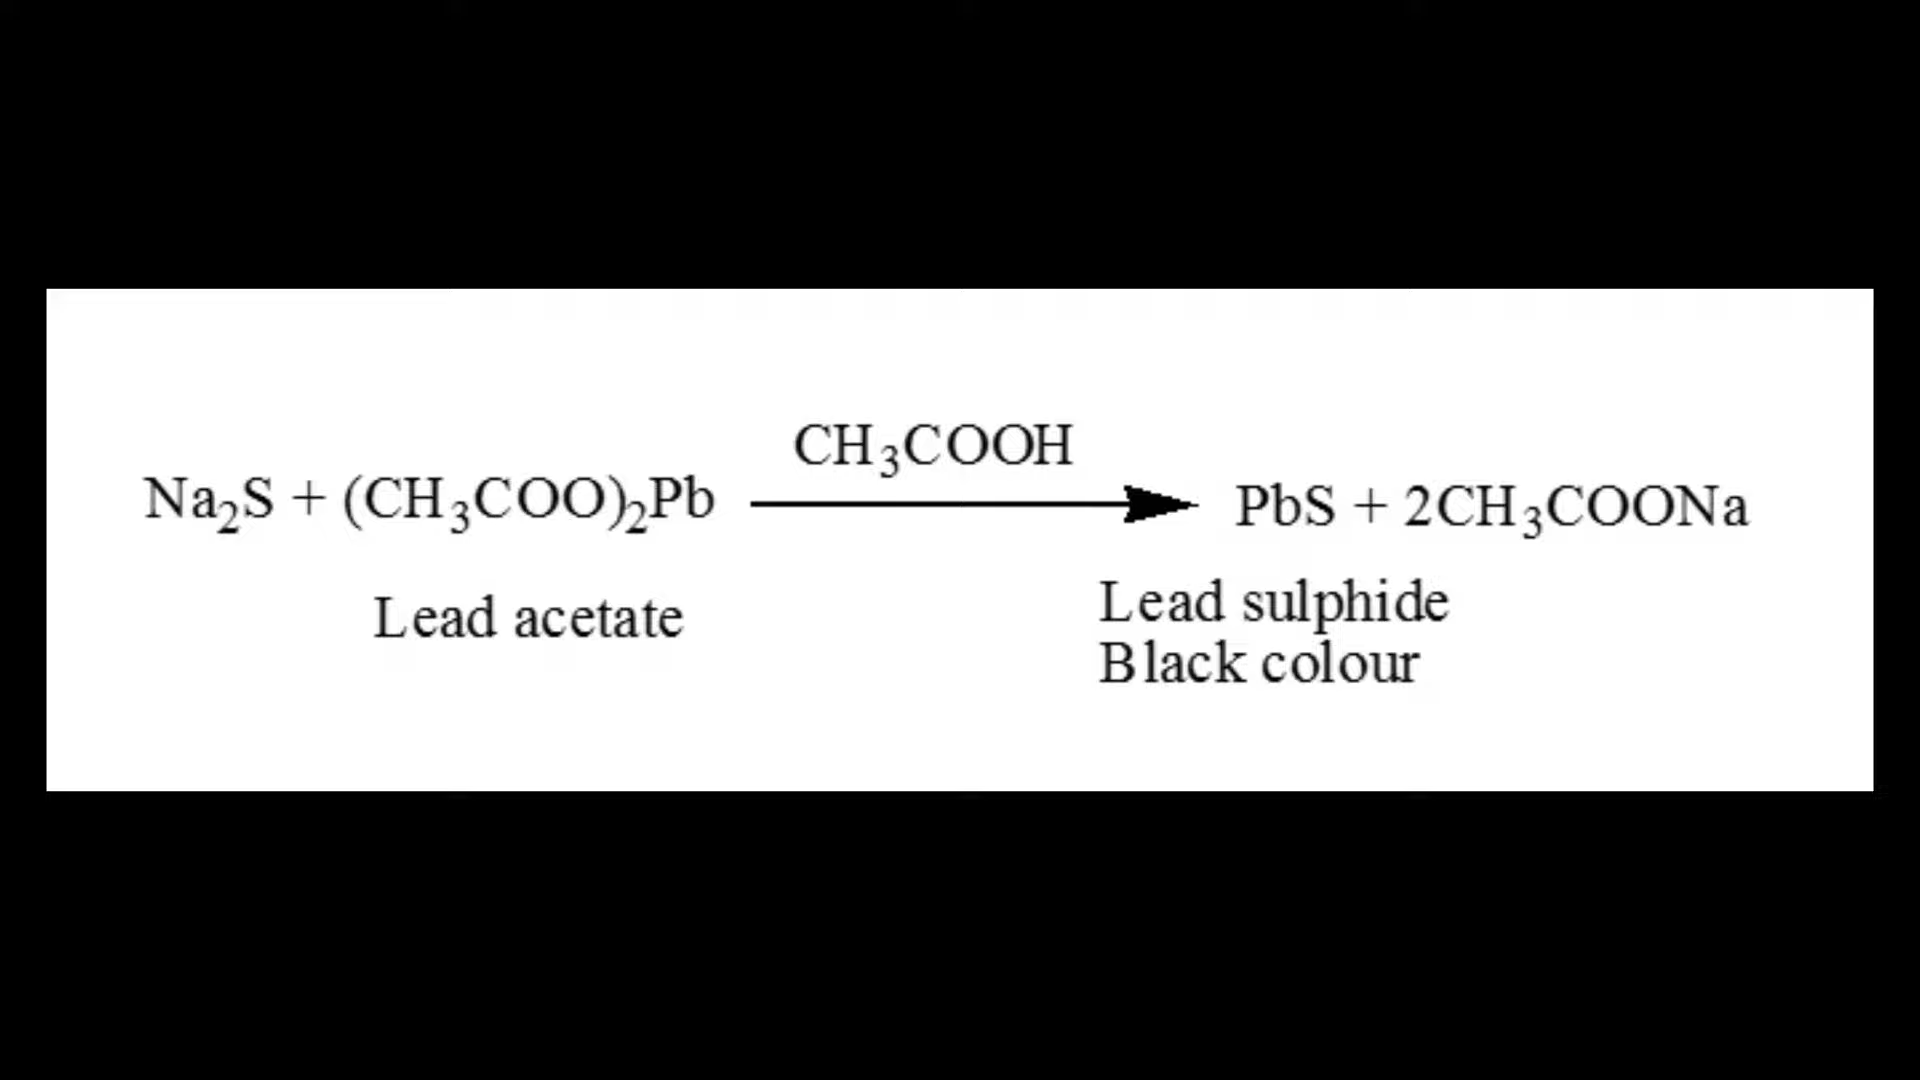 CH₃COOH
Na₂S + (CH₃COO)₂Pb PbS + 2CH₃COONa
Lead acetate
Lead sulphide
Black colour